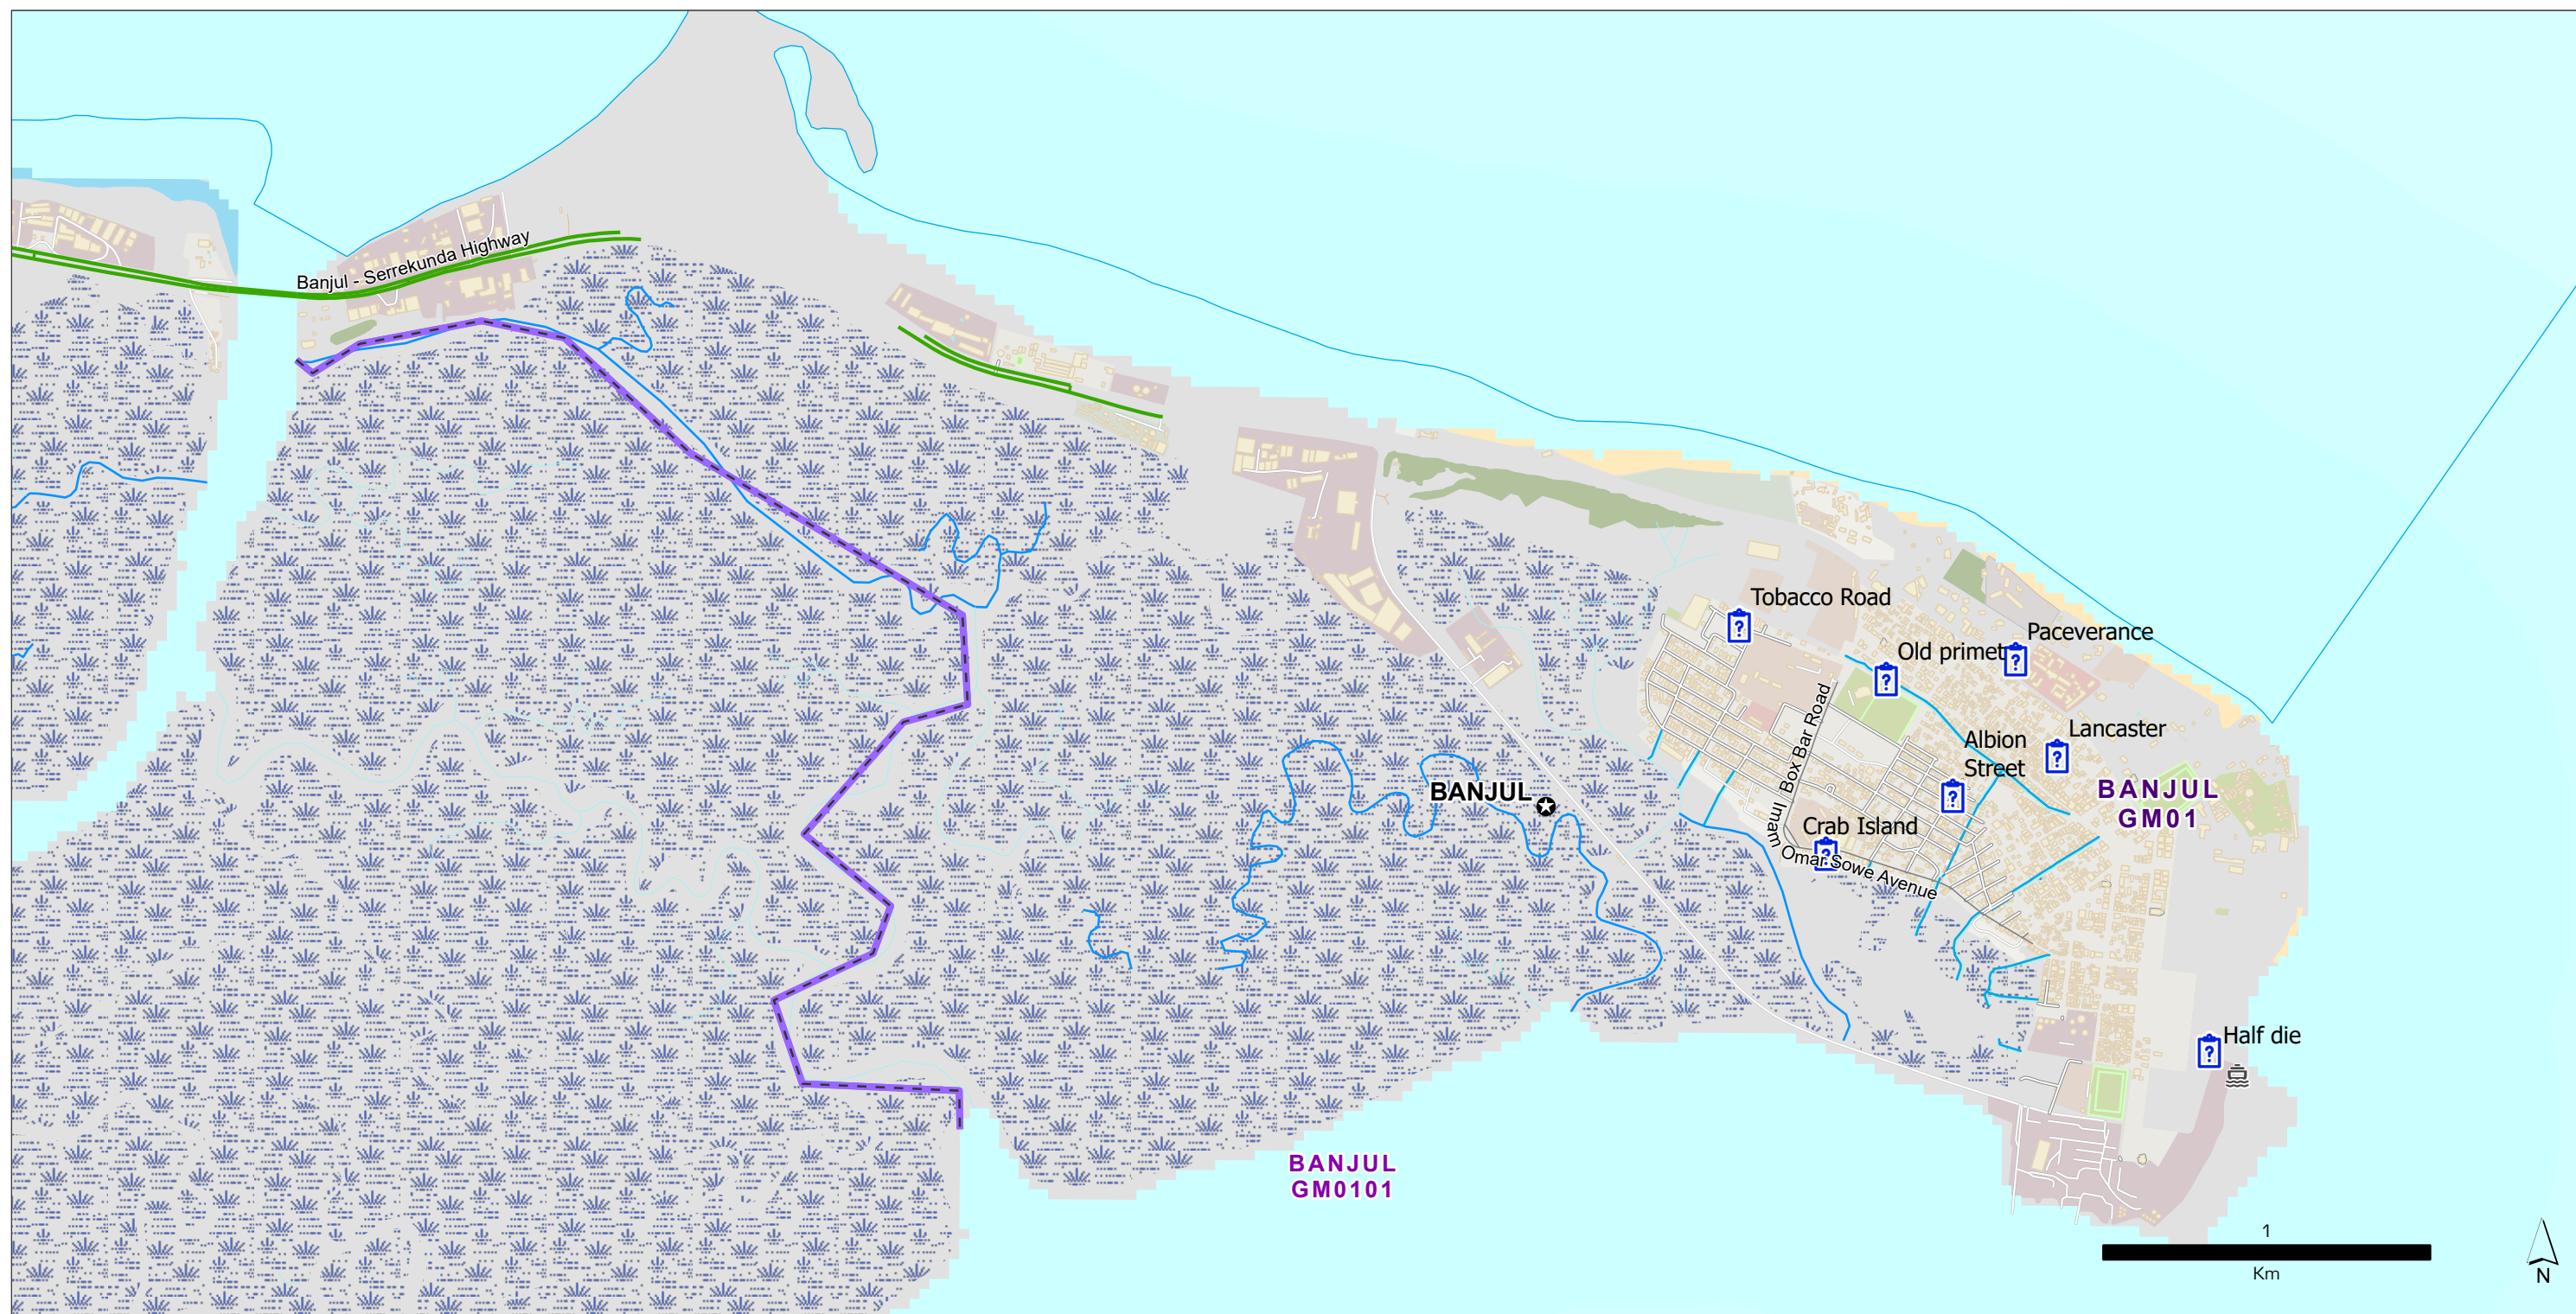 Banjul - Serrekunda Highway
Tobacco Road
Paceverance
Old primet
Lancaster
Albion
Street
BANJUL
BANJUL
GM01
Imam
Box Bar Road
Crab Island
Omar Sowe Avenue
Half die
BANJUL
GM0101
1
Km
N